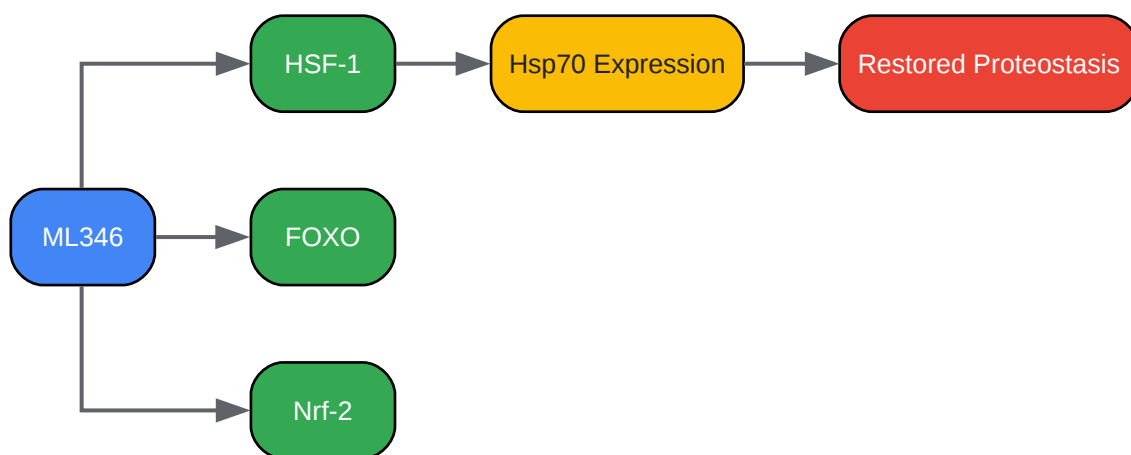 HSF-1
Hsp70 Expression
Restored Proteostasis
ML346
FOXO
Nrf-2